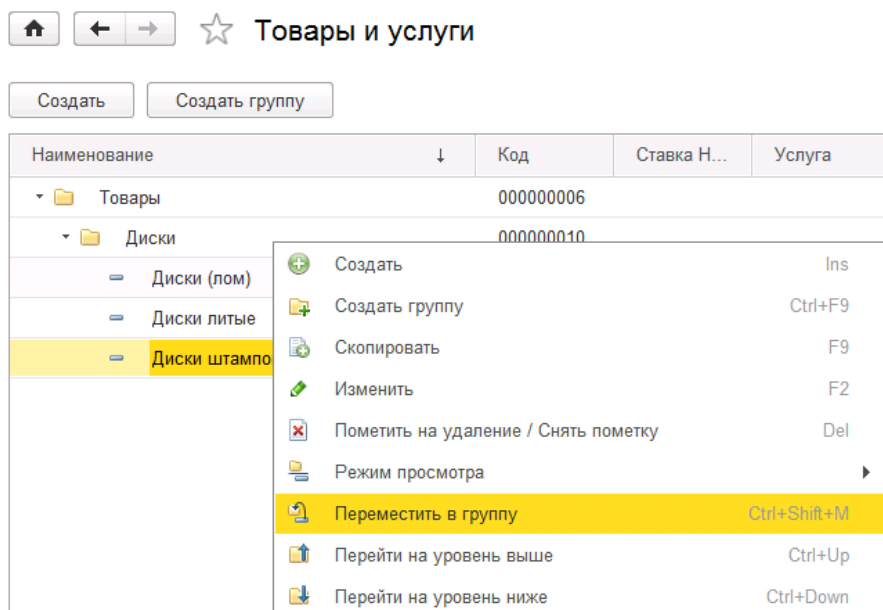 Товары и услуги
Создать Создать группу
Наименование ↓ Код Ставка Н... Услуга
Товары 000000006
Диски 000000010
Диски (лом)
Диски литые
Диски штампо
Создать Ins
Создать группу Ctrl+F9
Скопировать F9
Изменить F2
Пометить на удаление / Снять пометку Del
Режим просмотра
Переместить в группу Ctrl+Shift+M
Перейти на уровень выше Ctrl+Up
Перейти на уровень ниже Ctrl+Down